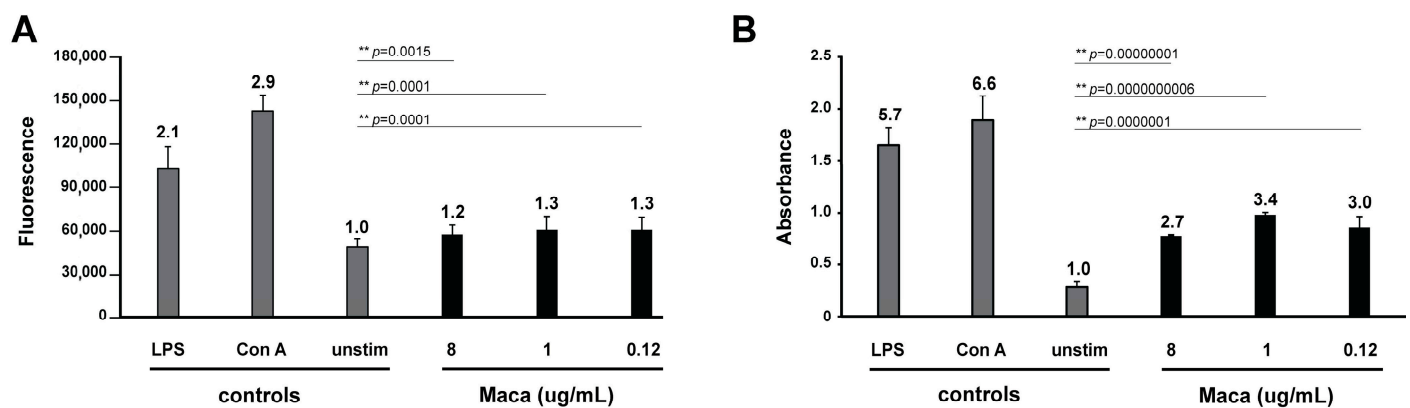 A
Fluorescence
180,000
150,000
120,000
90,000
60,000
30,000
0
2.1
2.9
1.0
1.2
1.3
1.3
** p=0.0015
** p=0.0001
** p=0.0001
LPS Con A unstim 8 1 0.12
controls Maca (ug/mL)
B
Absorbance
2.5
2.0
1.5
1.0
0.5
0
5.7
6.6
1.0
2.7
3.4
3.0
** p=0.00000001
** p=0.0000000006
** p=0.0000001
LPS Con A unstim 8 1 0.12
controls Maca (ug/mL)